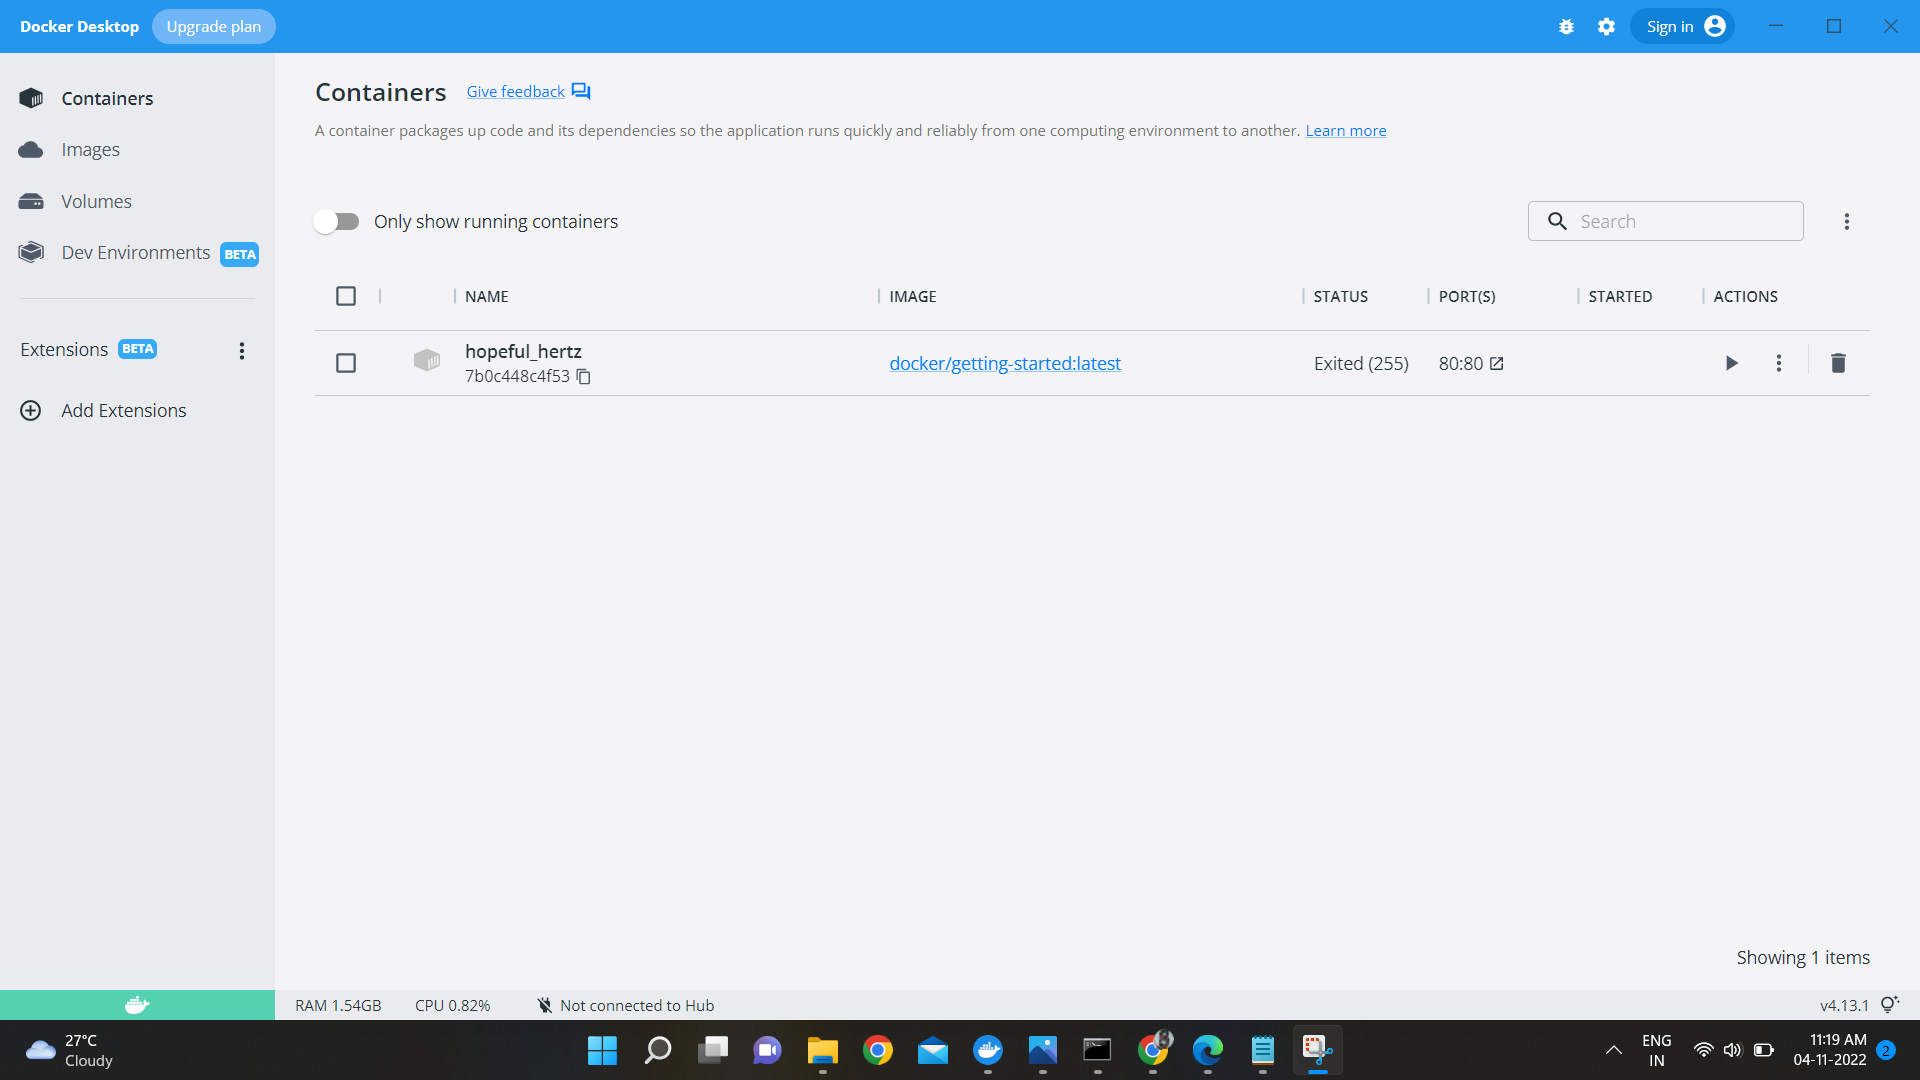 Docker Desktop Upgrade plan Sign in
Containers
Images
Volumes
Dev Environments BETA
Extensions BETA
Add Extensions
Containers Give feedback
A container packages up code and its dependencies so the application runs quickly and reliably from one computing environment to another. Learn more
Only show running containers Search
NAME IMAGE STATUS PORT(S) STARTED ACTIONS
hopeful_hertz
7b0c448c4f53 docker/getting-started:latest Exited (255) 80:80
Showing 1 items
RAM 1.54GB CPU 0.82% Not connected to Hub v4.13.1
27°C
Cloudy
ENG
IN
11:19 AM
04-11-2022 2